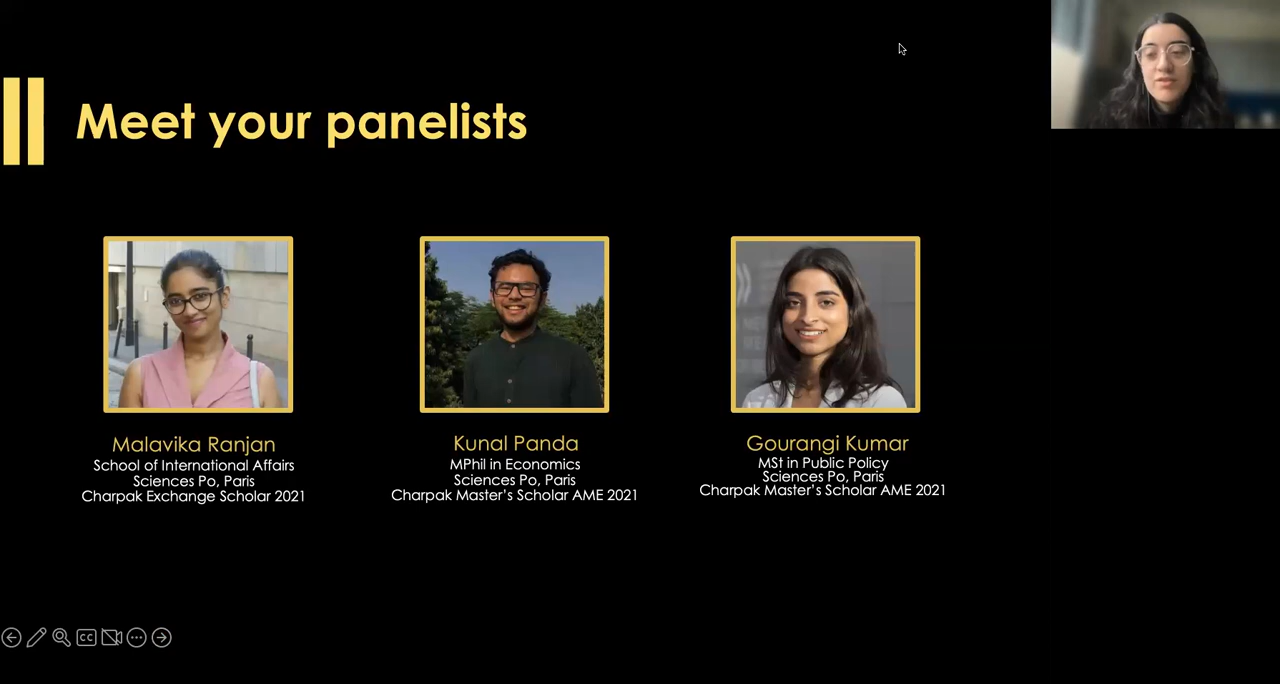 Meet your panelists
Malavika Ranjan
School of International Affairs
Sciences Po, Paris
Charpak Exchange Scholar 2021
Kunal Panda
MPhil in Economics
Sciences Po, Paris
Charpak Master's Scholar AME 2021
Gourangi Kumar
MSt in Public Policy
Sciences Po, Paris
Charpak Master's Scholar AME 2021
CC